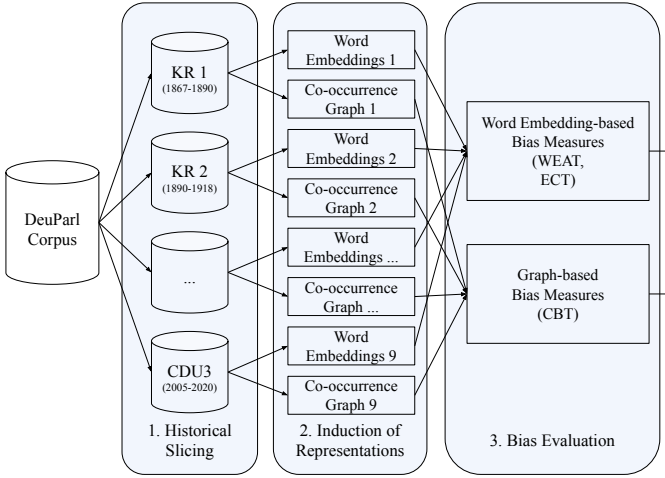 DeuParl
Corpus
KR 1
(1867-1890)
KR 2
(1890-1918)
...
CDU3
(2005-2020)
1. Historical
Slicing
Word
Embeddings 1
Co-occurrence
Graph 1
Word
Embeddings 2
Co-occurrence
Graph 2
Word
Embeddings ...
Co-occurrence
Graph ...
Word
Embeddings 9
Co-occurrence
Graph 9
2. Induction of
Representations
Word Embedding-based
Bias Measures
(WEAT,
ECT)
Graph-based
Bias Measures
(CBT)
3. Bias Evaluation